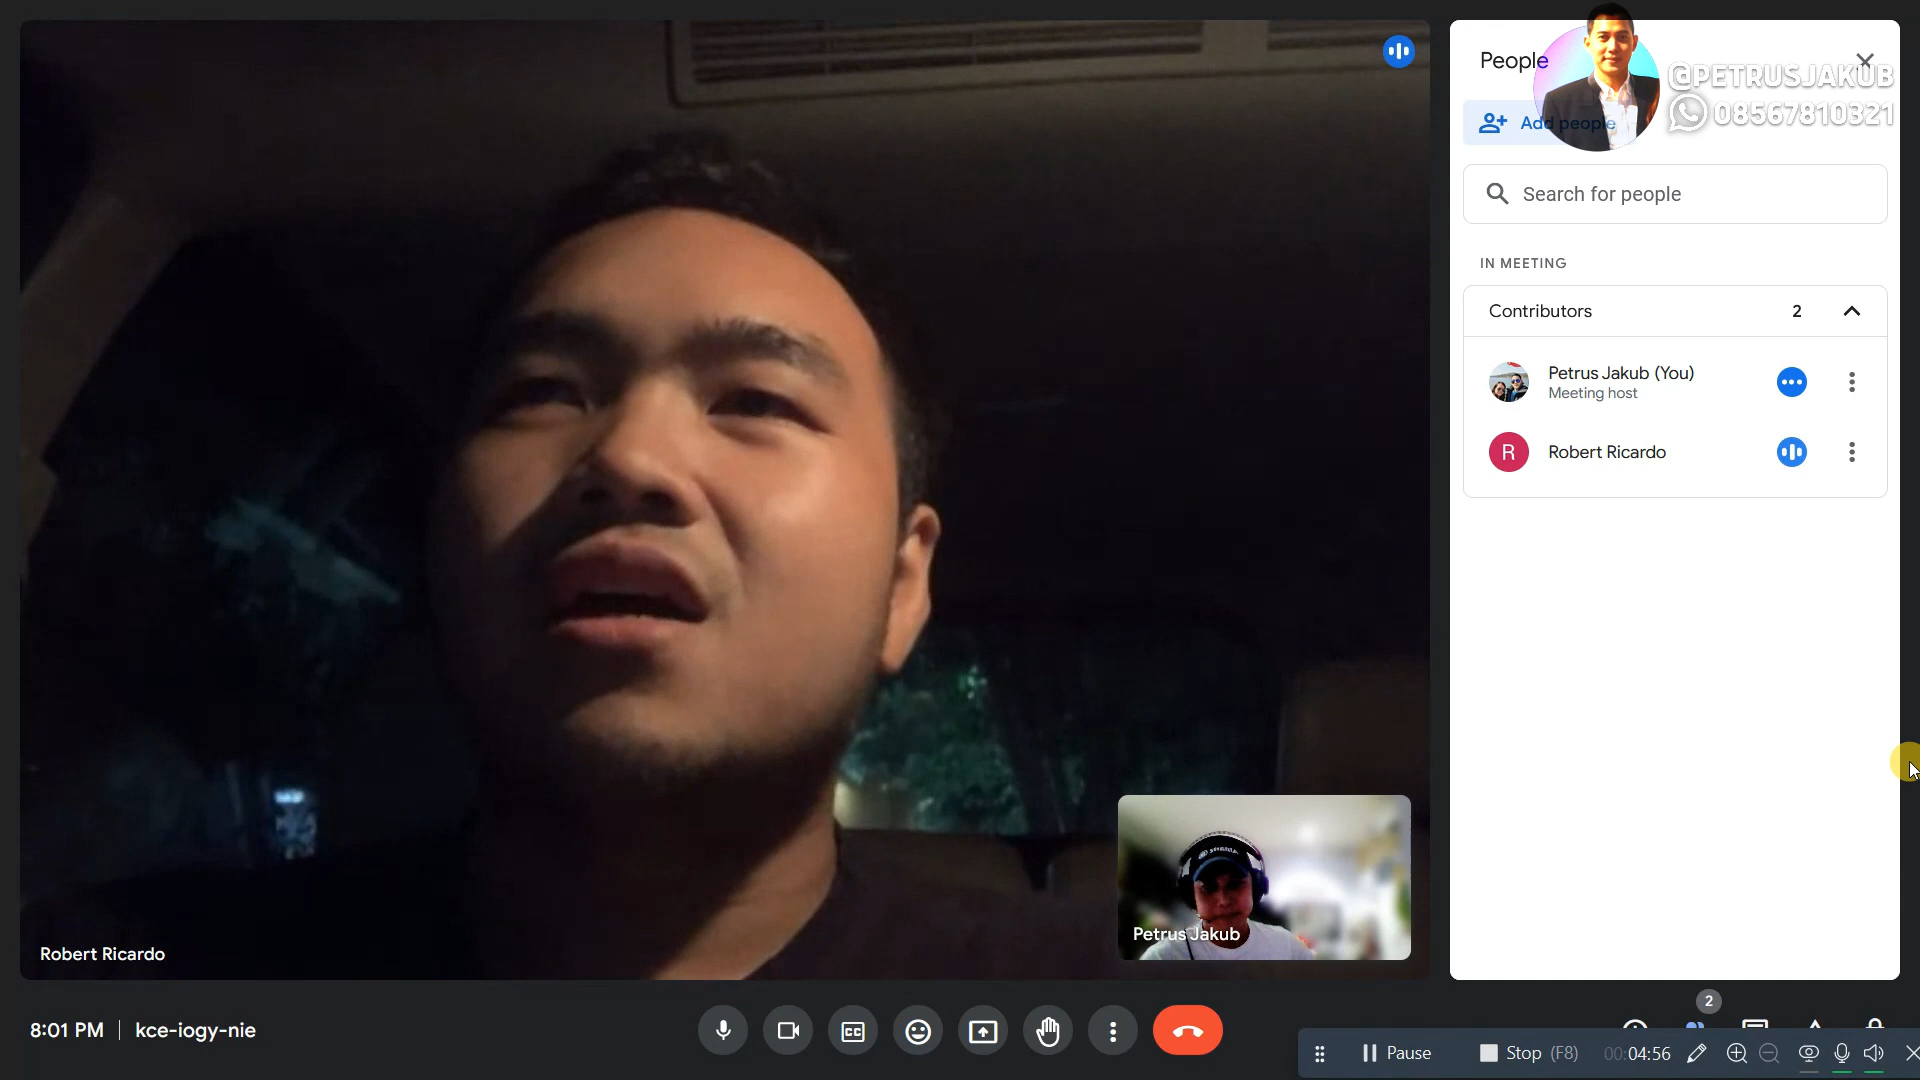 People
@PETRUSJAKUB
Add people
08567810321
Search for people
IN MEETING
Contributors 2
Petrus Jakub (You)
Meeting host
R Robert Ricardo
Petrus Jakub
Robert Ricardo
2
8:01 PM kce-iogy-nie
CC
Pause Stop (F8) 00:04:56